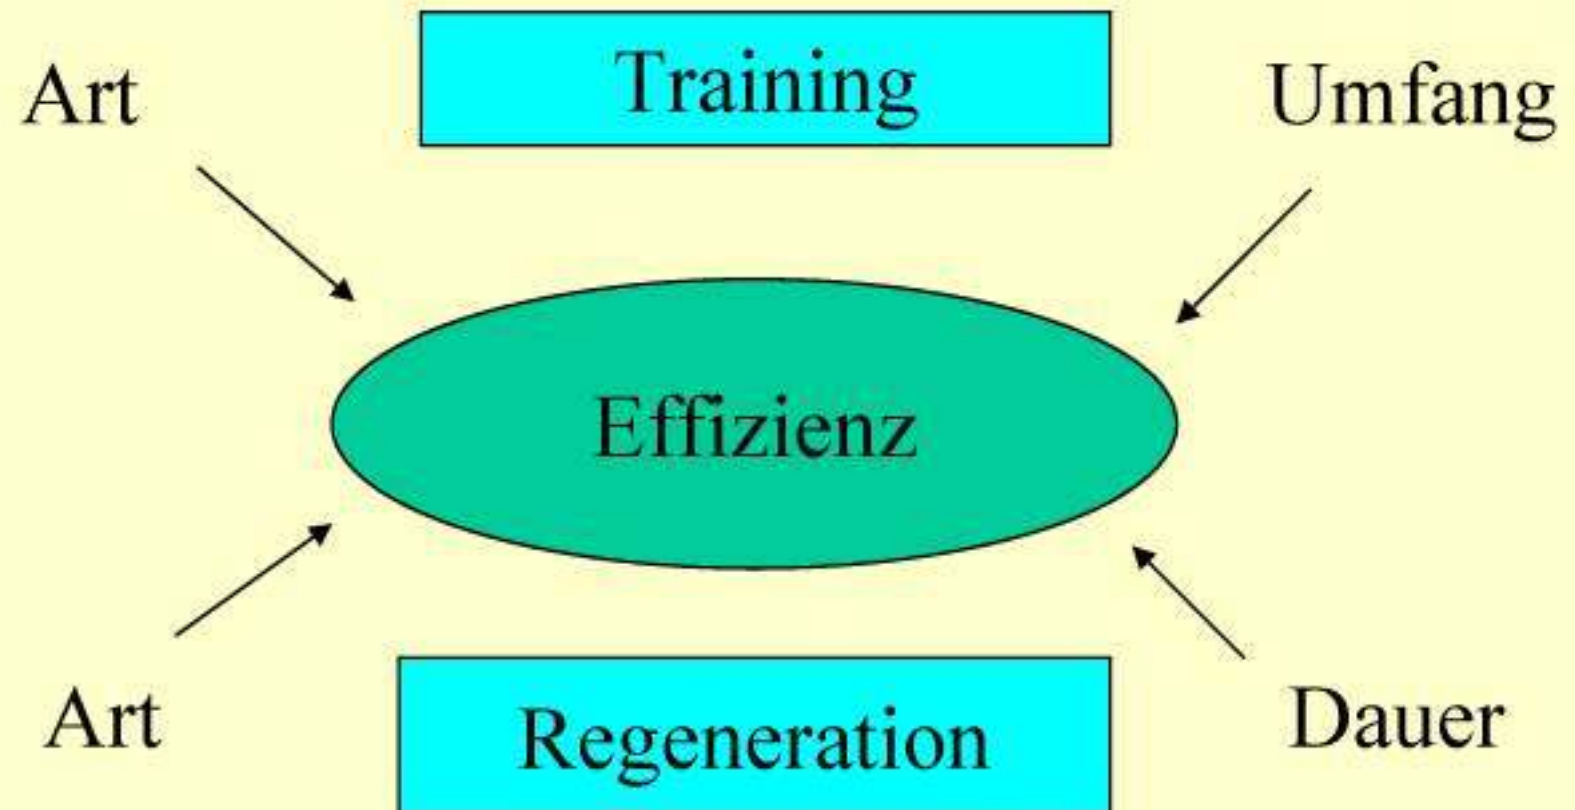 Art
Training
Umfang
Effizienz
Art
Regeneration
Dauer